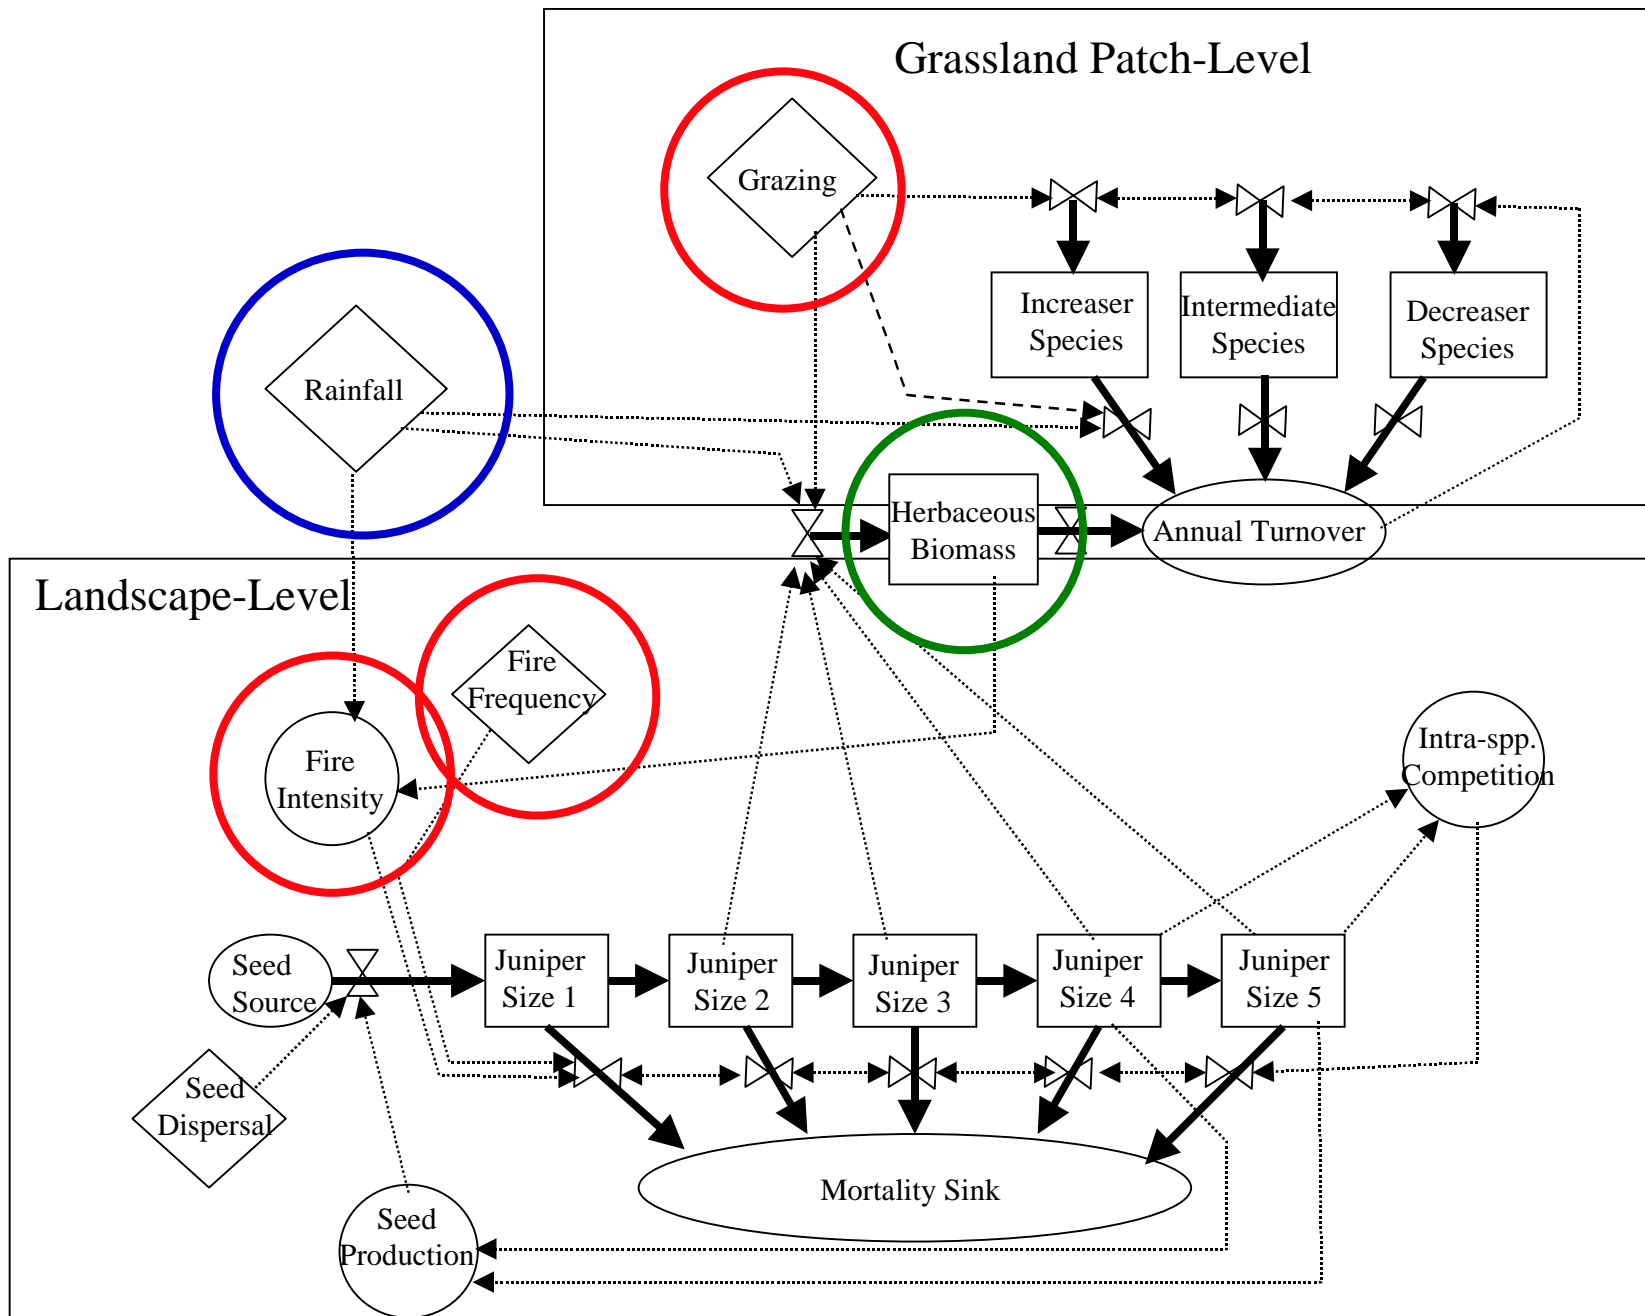 Grassland Patch-Level
Grazing
Increaser
Species
Intermediate
Species
Decreaser
Species
Rainfall
Herbaceous
Biomass
Annual Turnover
Landscape-Level
Fire
Frequency
Fire
Intensity
Intra-spp.
Competition
Seed
Source
Juniper
Size 1
Juniper
Size 2
Juniper
Size 3
Juniper
Size 4
Juniper
Size 5
Seed
Dispersal
Mortality Sink
Seed
Production